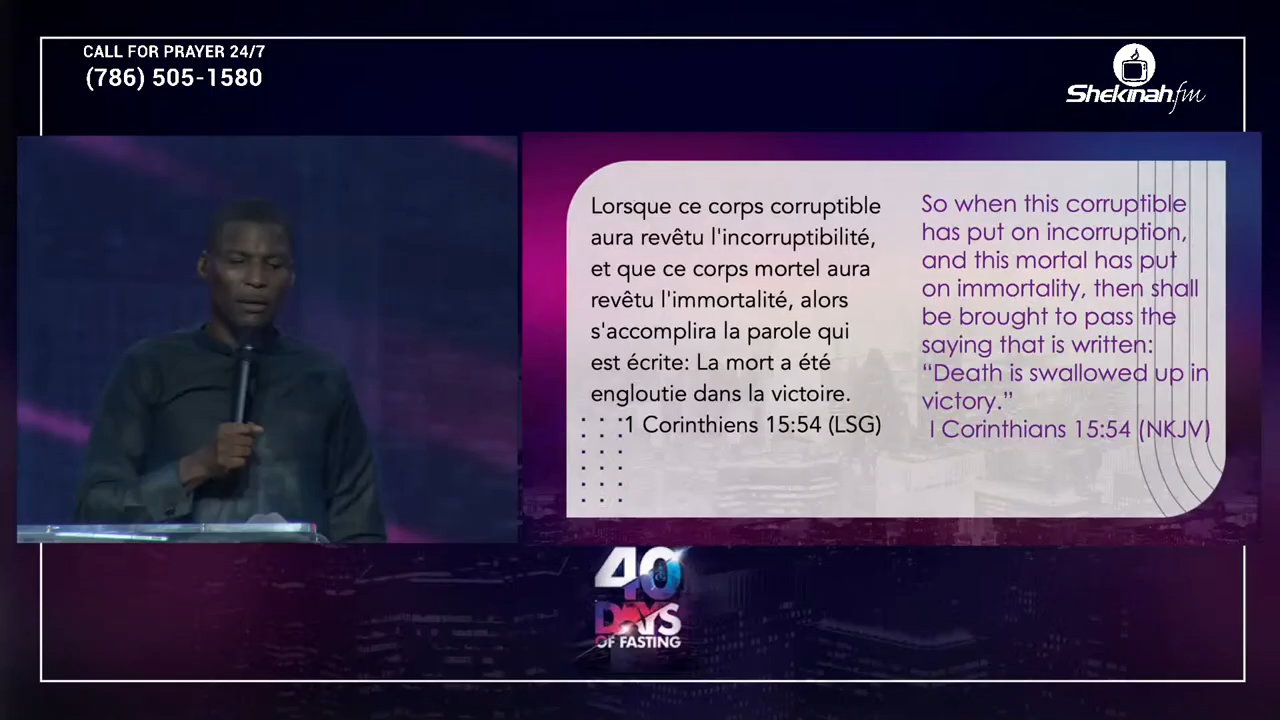 CALL FOR PRAYER 24/7
(786) 505-1580
Shekinah.fm
Lorsque ce corps corruptible
aura revêtu l'incorruptibilité,
et que ce corps mortel aura
revêtu l'immortalité, alors
s'accomplira la parole qui
est écrite: La mort a été
engloutie dans la victoire.
1 Corinthiens 15:54 (LSG)
So when this corruptible
has put on incorruption,
and this mortal has put
on immortality, then shall
be brought to pass the
saying that is written:
“Death is swallowed up in
victory.”
I Corinthians 15:54 (NKJV)
40
DAYS
OF FASTING